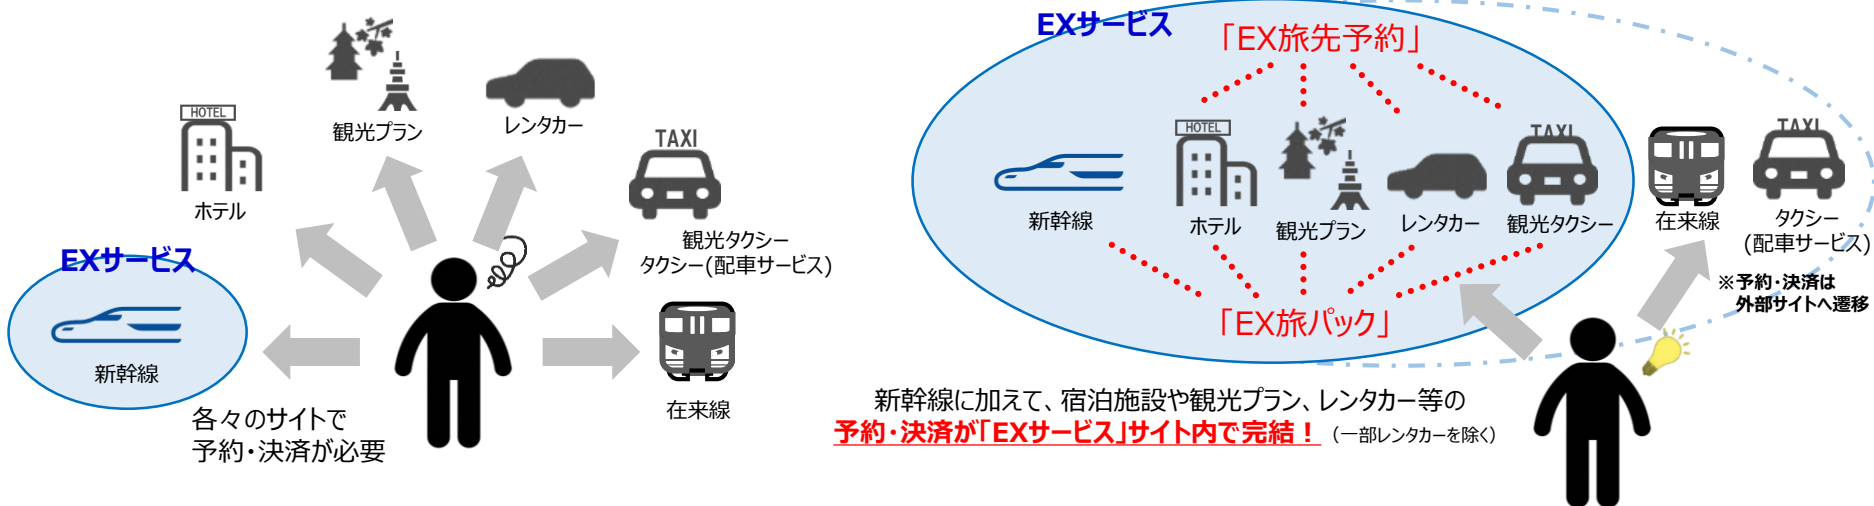 HOTEL
ホテル
観光プラン
レンタカー
TAXI
観光タクシー
タクシー(配車サービス)
EXサービス
新幹線
在来線
各々のサイトで
予約・決済が必要
EXサービス
「EX旅先予約」
新幹線
HOTEL
ホテル
観光プラン
レンタカー
TAXI
観光タクシー
「EX旅パック」
在来線
TAXI
タクシー
(配車サービス)
※予約・決済は
外部サイトへ遷移
新幹線に加えて、宿泊施設や観光プラン、レンタカー等の
予約・決済が「EXサービス」サイト内で完結！（一部レンタカーを除く）